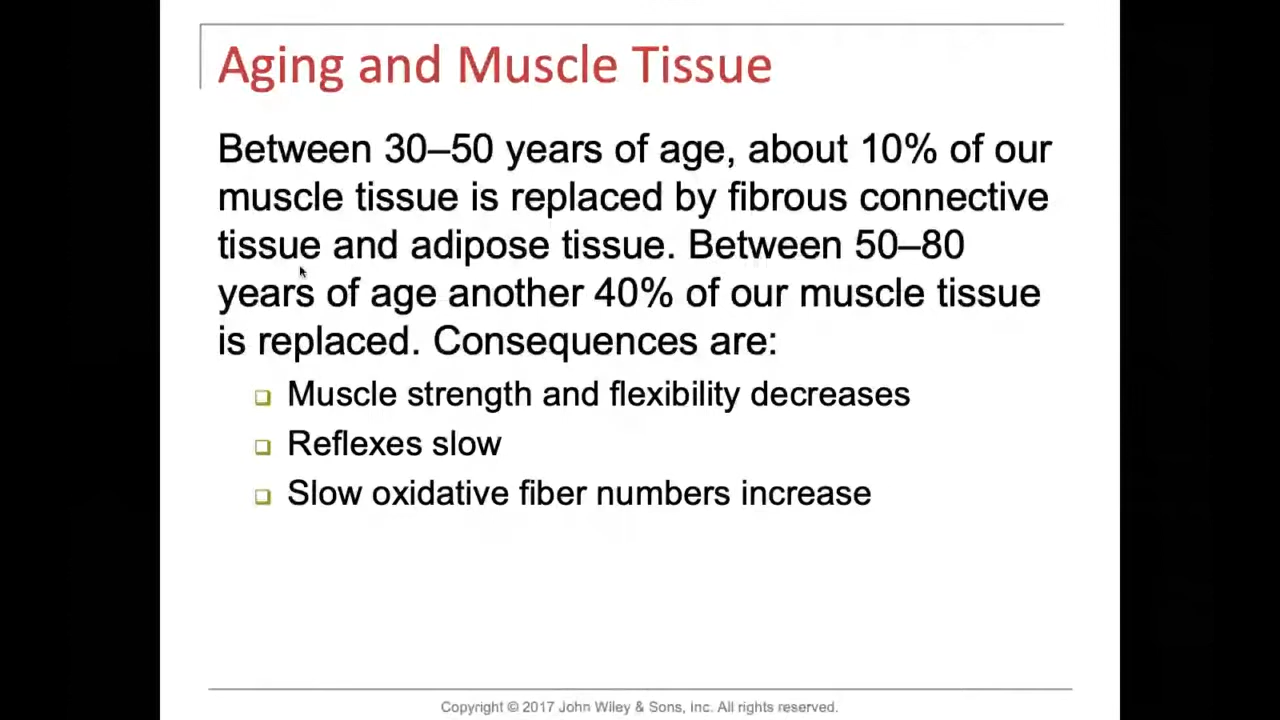 Aging and Muscle Tissue
Between 30–50 years of age, about 10% of our
muscle tissue is replaced by fibrous connective
tissue and adipose tissue. Between 50–80
years of age another 40% of our muscle tissue
is replaced. Consequences are:
Muscle strength and flexibility decreases
Reflexes slow
Slow oxidative fiber numbers increase
Copyright © 2017 John Wiley & Sons, Inc. All rights reserved.